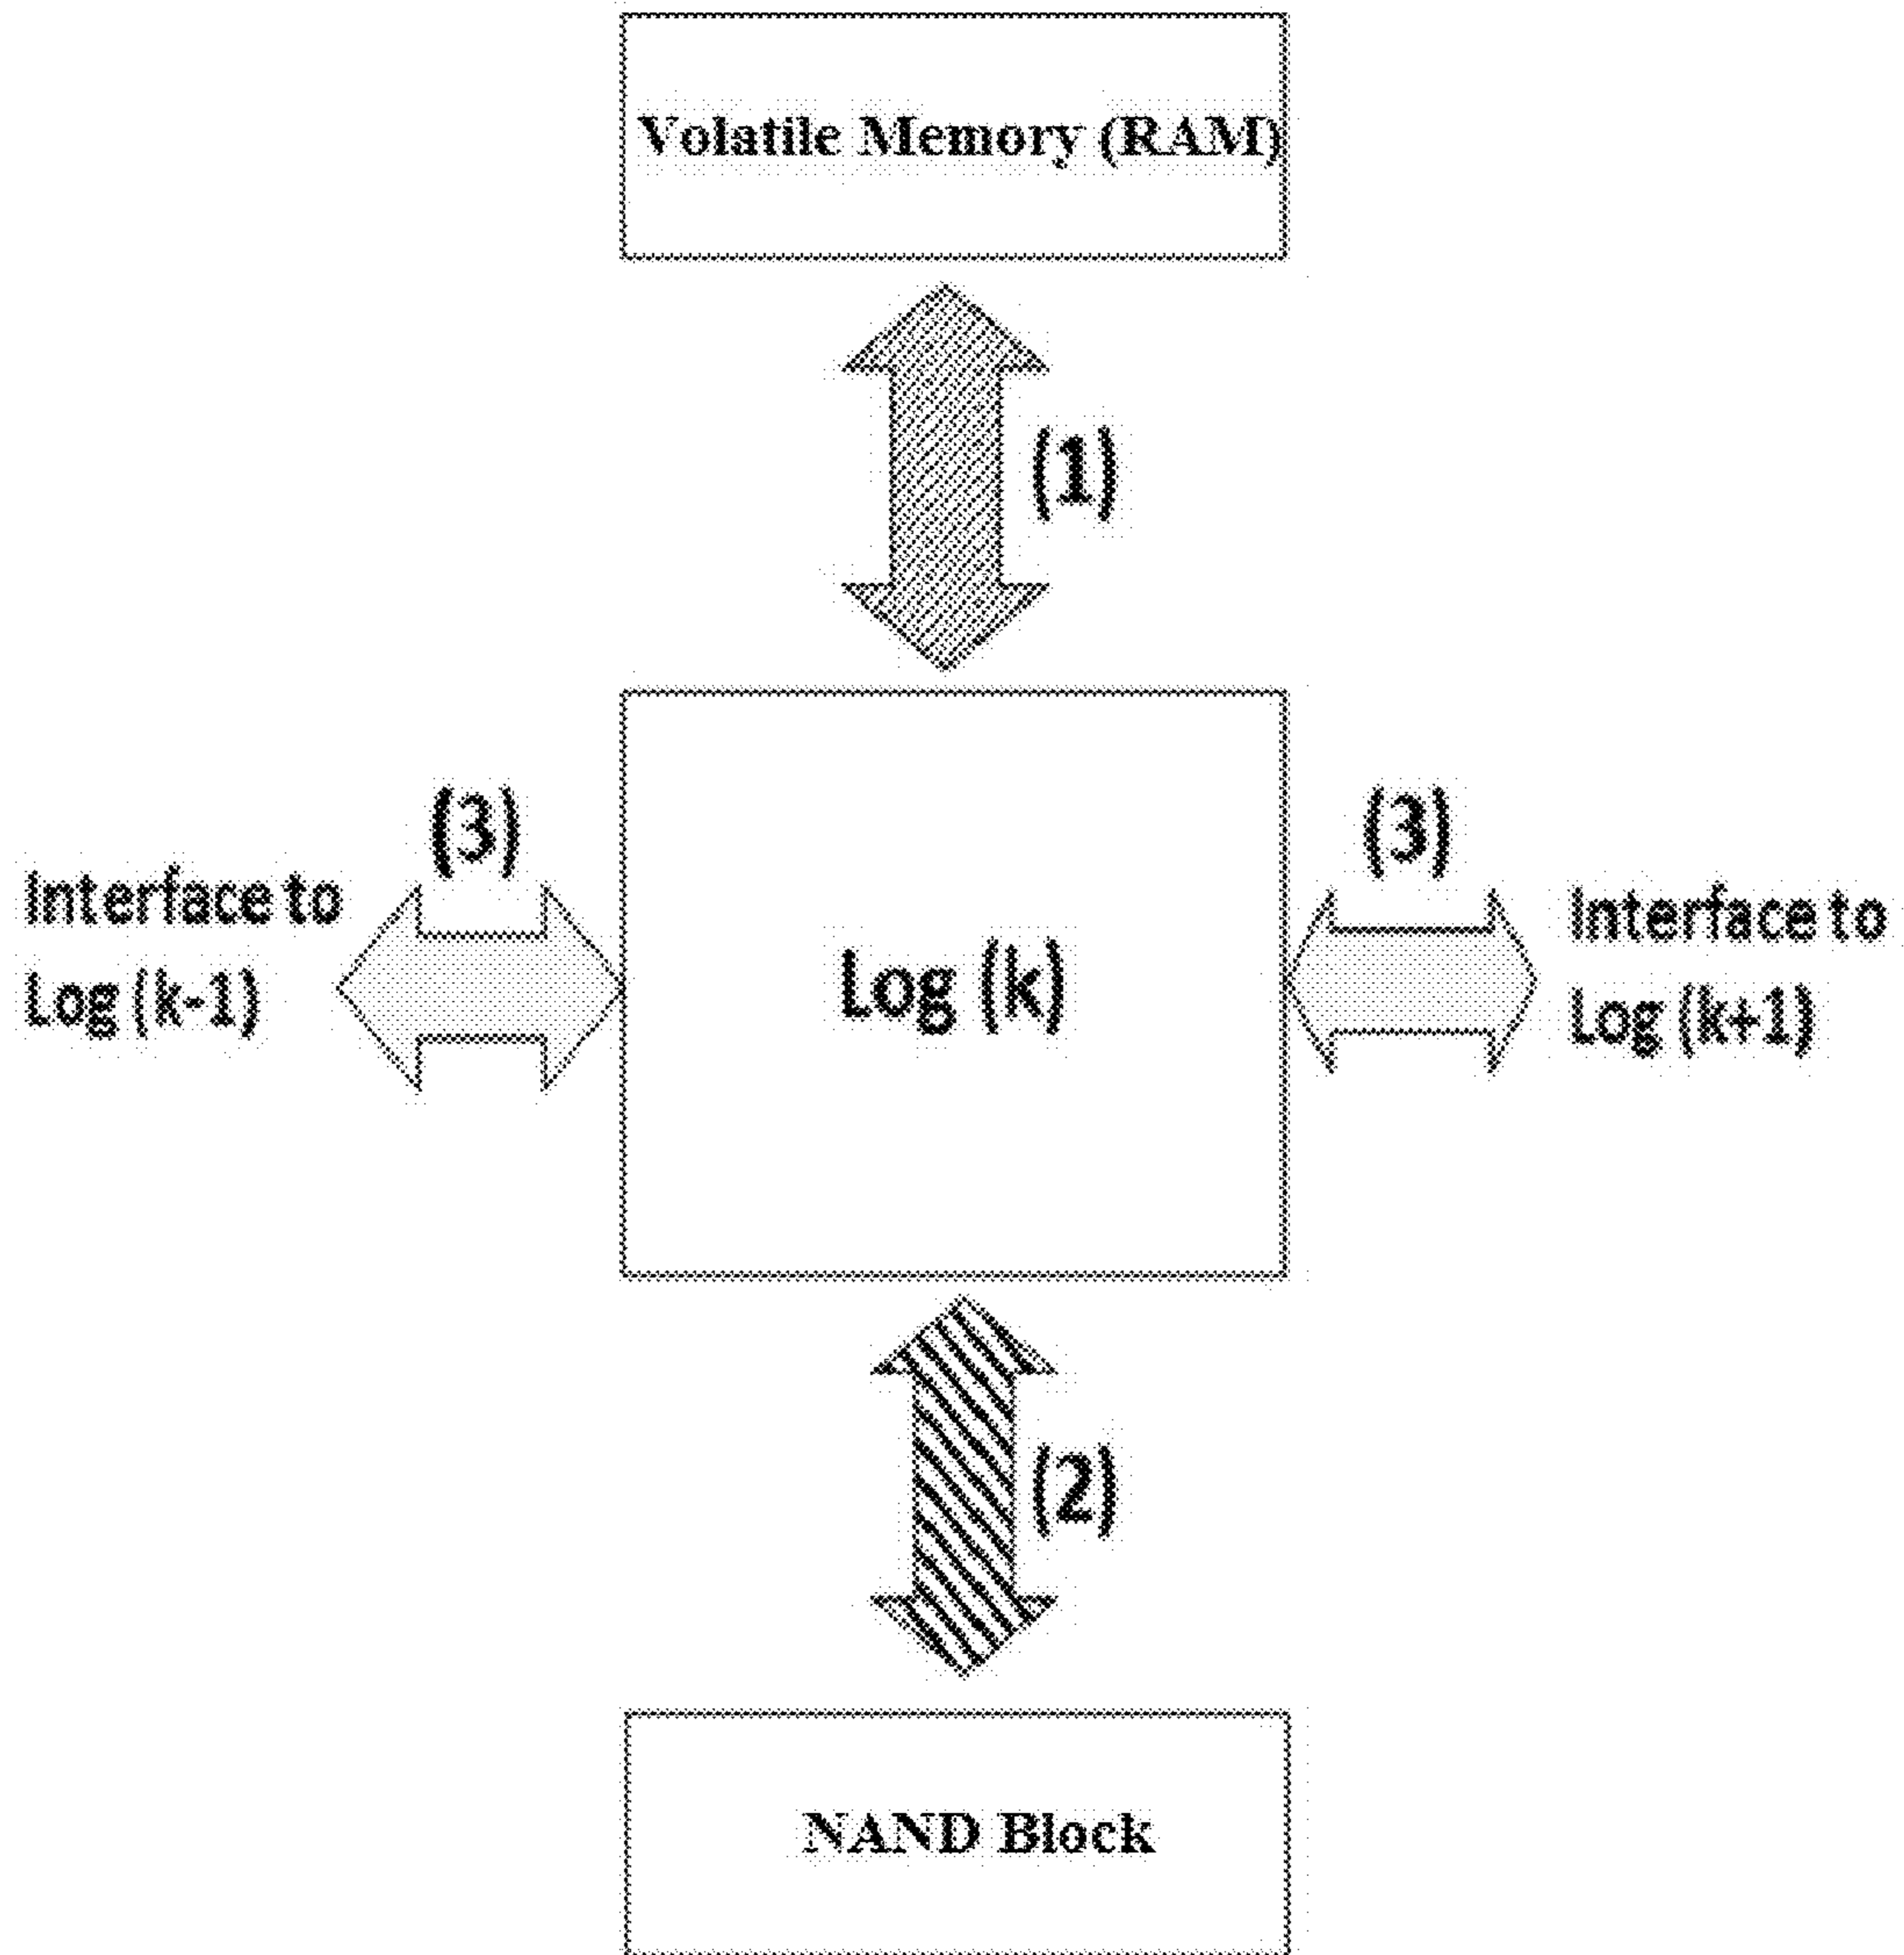 Volatile Memory (RAM)
(1)
(3)
(3)
Interface to
Log (k-1)
Log (k)
Interface to
Log (k+1)
(2)
NAND Block